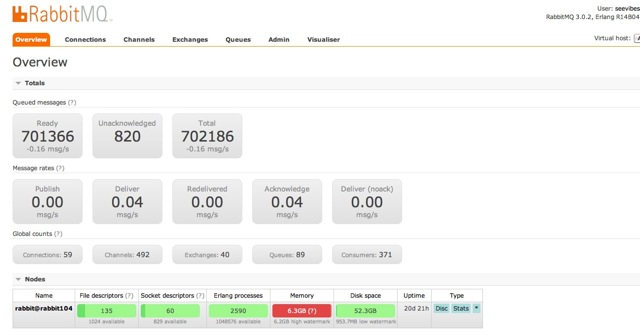 RabbitMQ
User: seevibes
RabbitMQ 3.0.2, Erlang R14B04
Overview Connections Channels Exchanges Queues Admin Visualiser
Virtual host:
Overview
Totals
Queued messages (?)
Ready Unacknowledged Total
701366 820 702186
-0.16 msg/s -0.16 msg/s
Message rates (?)
Publish Deliver Redelivered Acknowledge Deliver (noack)
0.00 0.04 0.00 0.04 0.00
msg/s msg/s msg/s msg/s msg/s
Global counts (?)
Connections: 59 Channels: 492 Exchanges: 40 Queues: 89 Consumers: 371
Nodes
Name File descriptors (?) Socket descriptors (?) Erlang processes Memory Disk space Uptime Type
rabbit@rabbit104 135 60 2590 6.3GB (?) 52.3GB 20d 21h Disc Stats *
1024 available 829 available 1048576 available 6.2GB high watermark 953.7MB low watermark